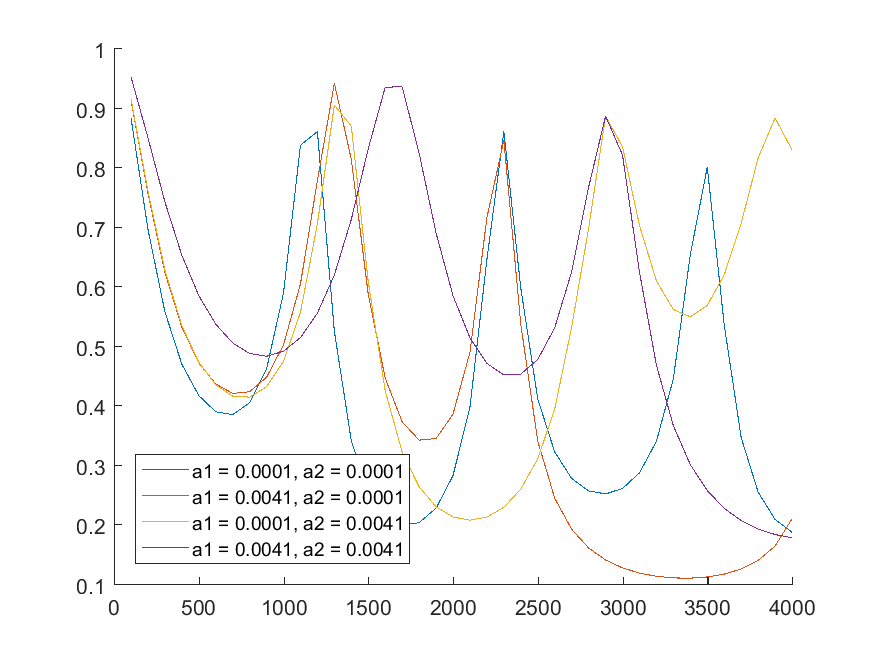 1
0.9
0.8
0.7
0.6
0.5
0.4
0.3
0.2
0.1
a1 = 0.0001, a2 = 0.0001
a1 = 0.0041, a2 = 0.0001
a1 = 0.0001, a2 = 0.0041
a1 = 0.0041, a2 = 0.0041
0 500 1000 1500 2000 2500 3000 3500 4000